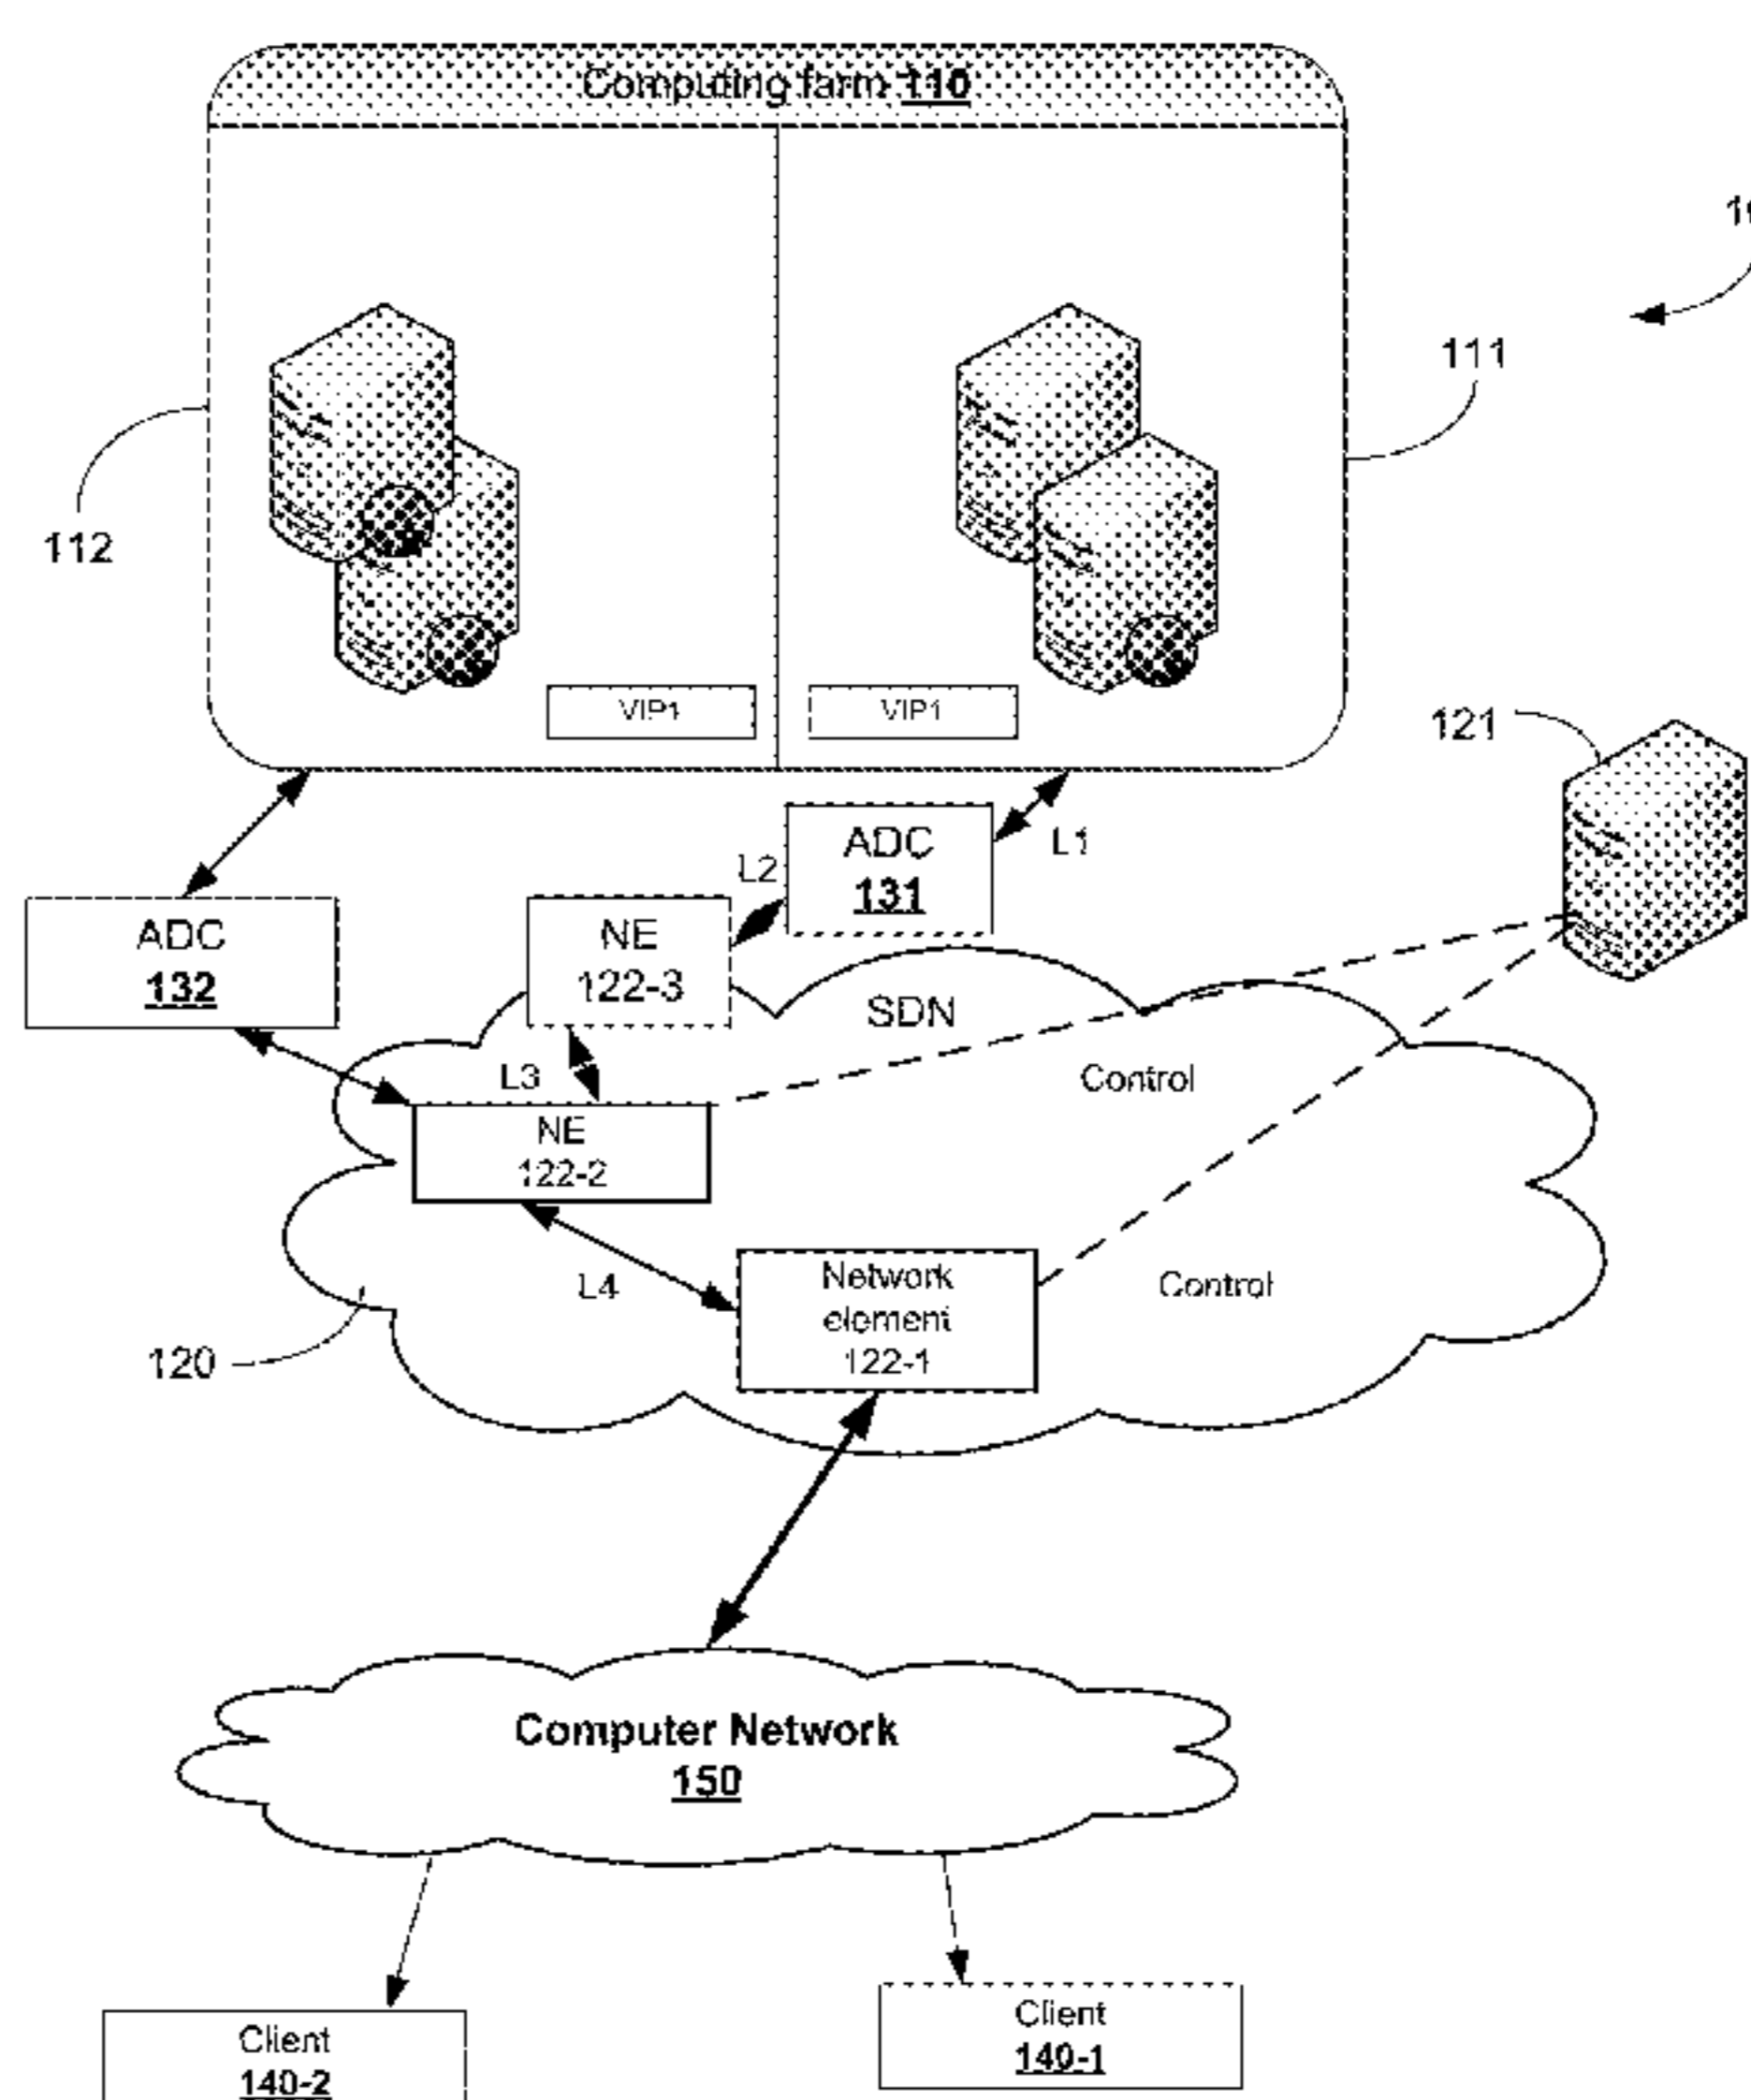 Computing farm 110
111
112
VIP1
VIP1
121
ADC
131
L1
L2
ADC
132
NE
122-3
SDN
L3
Control
NE
122-2
L4
Network
element
122-1
Control
120
Computer Network
150
Client
140-1
Client
140-2